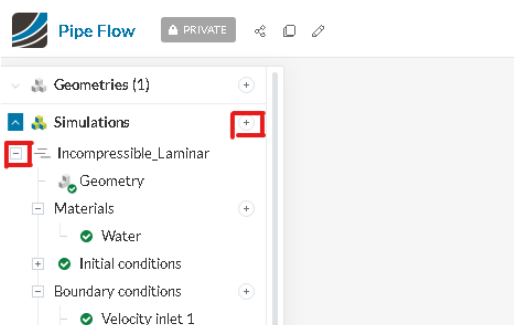 Pipe Flow PRIVATE
Geometries (1)
Simulations
Incompressible_Laminar
Geometry
Materials
Water
Initial conditions
Boundary conditions
Velocity inlet 1